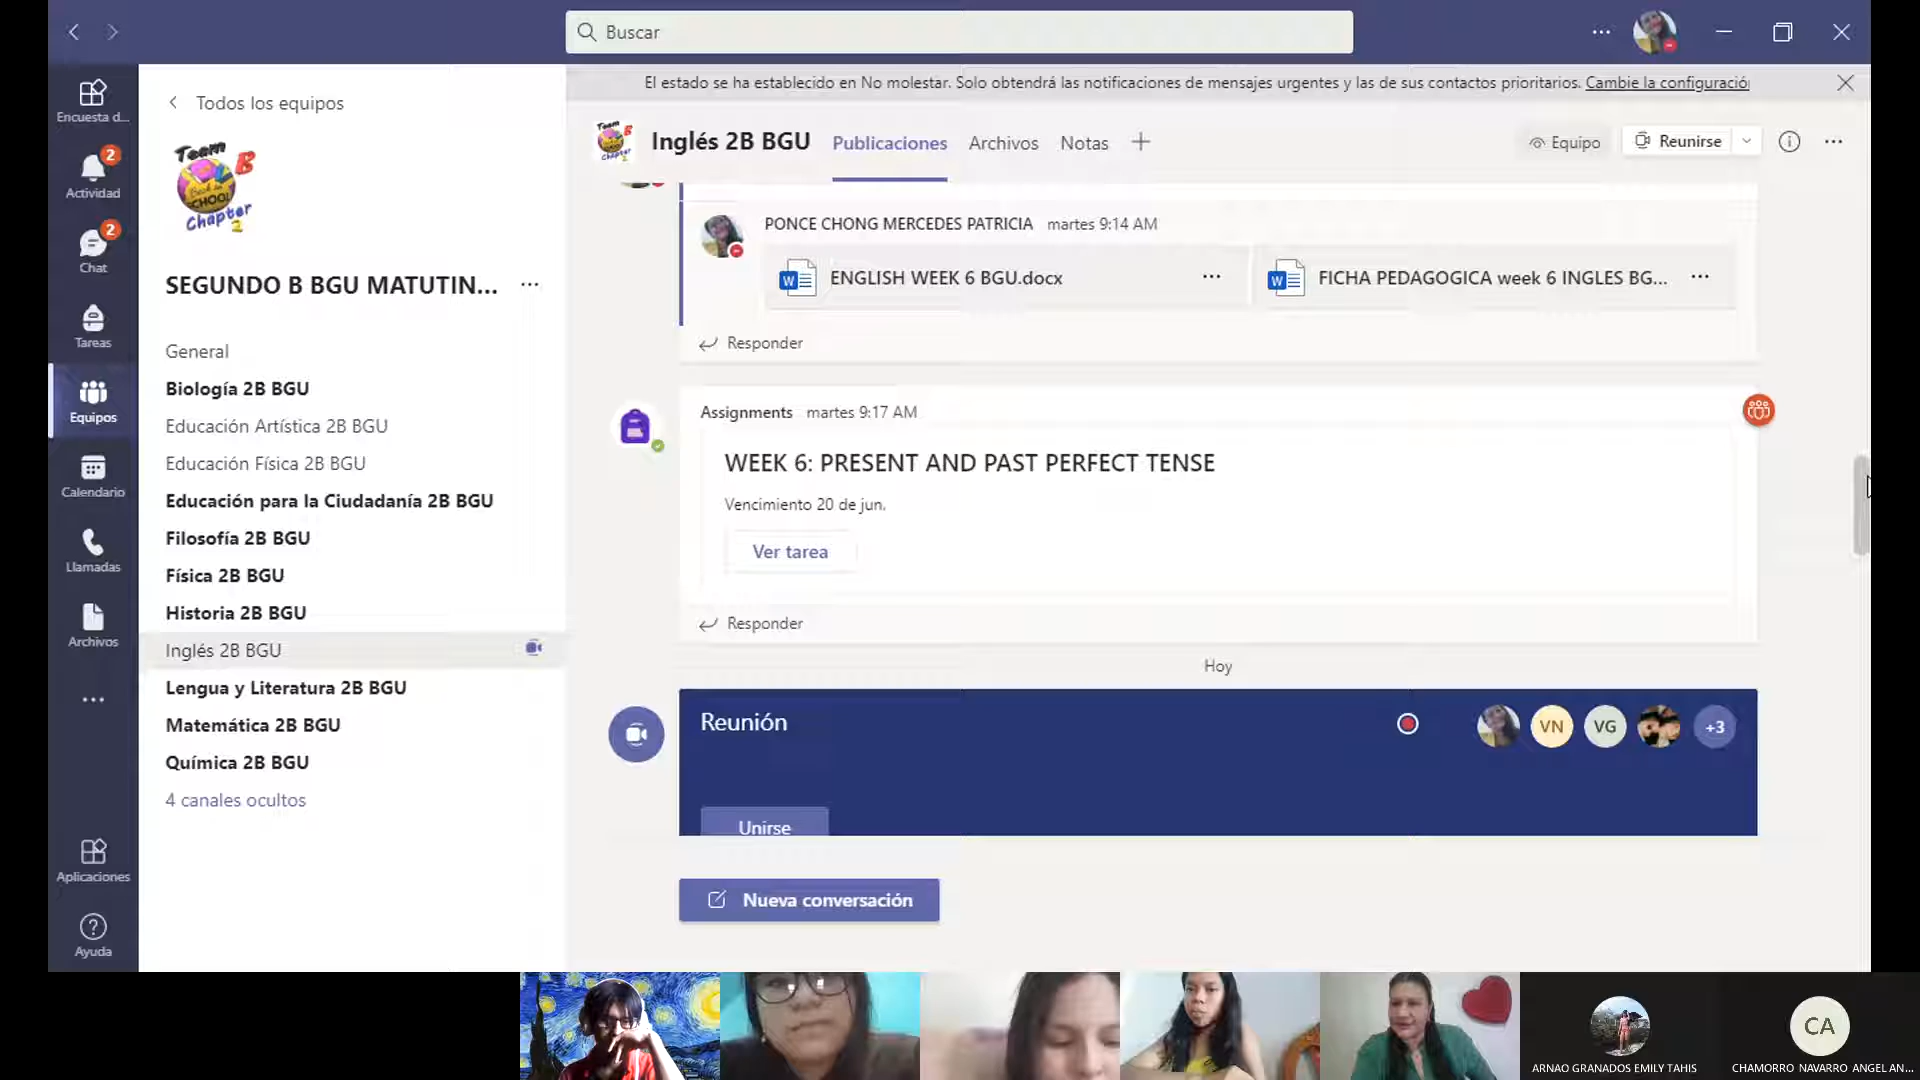 Buscar
El estado se ha establecido en No molestar. Solo obtendrá las notificaciones de mensajes urgentes y las de sus contactos prioritarios. Cambie la configuració
Encuesta d...
2
Actividad
2
Chat
Tareas
Equipos
Calendario
Llamadas
Archivos
Aplicaciones
Ayuda
Todos los equipos
Team B
Back to
SCHOOL
Chapter
2
SEGUNDO B BGU MATUTIN...
General
Biología 2B BGU
Educación Artística 2B BGU
Educación Física 2B BGU
Educación para la Ciudadanía 2B BGU
Filosofía 2B BGU
Física 2B BGU
Historia 2B BGU
Inglés 2B BGU
Lengua y Literatura 2B BGU
Matemática 2B BGU
Química 2B BGU
4 canales ocultos
Inglés 2B BGU Publicaciones Archivos Notas
Equipo Reunirse
PONCE CHONG MERCEDES PATRICIA martes 9:14 AM
ENGLISH WEEK 6 BGU.docx
FICHA PEDAGOGICA week 6 INGLES BG...
Responder
Assignments martes 9:17 AM
WEEK 6: PRESENT AND PAST PERFECT TENSE
Vencimiento 20 de jun.
Ver tarea
Responder
Hoy
Reunión
VN VG +3
Unirse
Nueva conversación
CA
ARNAO GRANADOS EMILY TAHIS
CHAMORRO NAVARRO ANGEL AN...